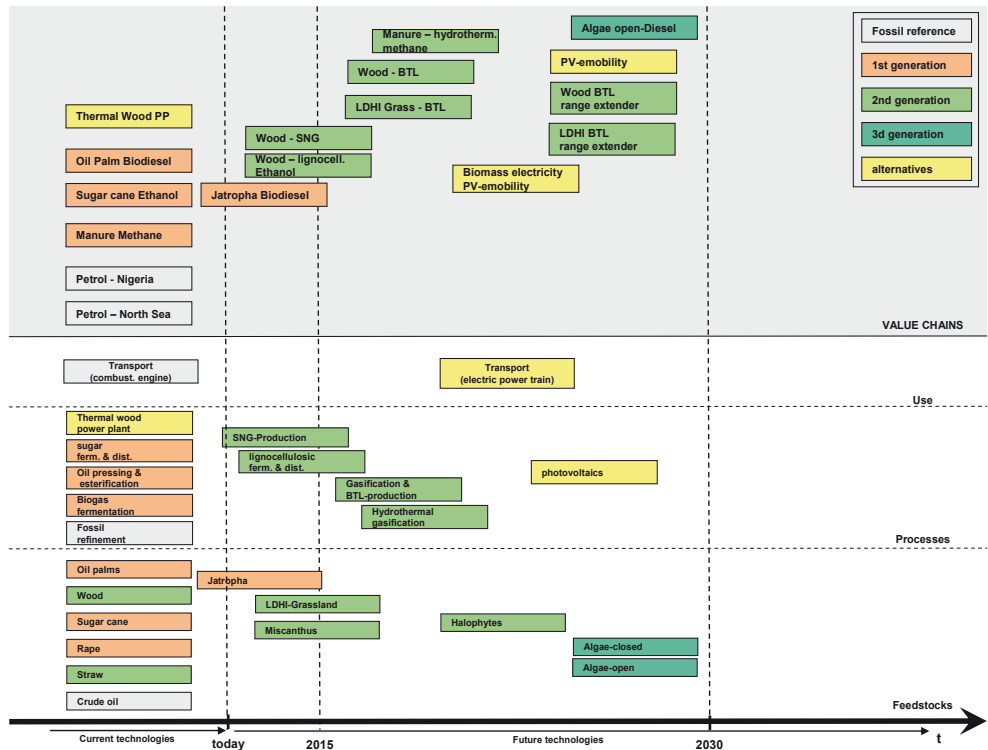 Manure – hydrotherm.
methane
Algae open-Diesel
Fossil reference
Wood - BTL
PV-emobility
1st generation
LDHI Grass - BTL
Wood BTL
range extender
2nd generation
Thermal Wood PP
Wood - SNG
LDHI BTL
range extender
3d generation
Oil Palm Biodiesel
Wood – lignocell.
Ethanol
Biomass electricity
PV-emobility
alternatives
Sugar cane Ethanol
Jatropha Biodiesel
Manure Methane
Petrol - Nigeria
Petrol – North Sea
VALUE CHAINS
Transport
(combust. engine)
Transport
(electric power train)
Use
Thermal wood
power plant
SNG-Production
sugar
ferm. & dist.
lignocellulosic
ferm. & dist.
Oil pressing &
esterification
Gasification &
BTL-production
photovoltaics
Biogas
fermentation
Hydrothermal
gasification
Fossil
refinement
Processes
Oil palms
Jatropha
Wood
LDHI-Grassland
Sugar cane
Miscanthus
Halophytes
Rape
Algae-closed
Straw
Algae-open
Crude oil
Feedstocks
Current technologies
today
2015
Future technologies
2030
t